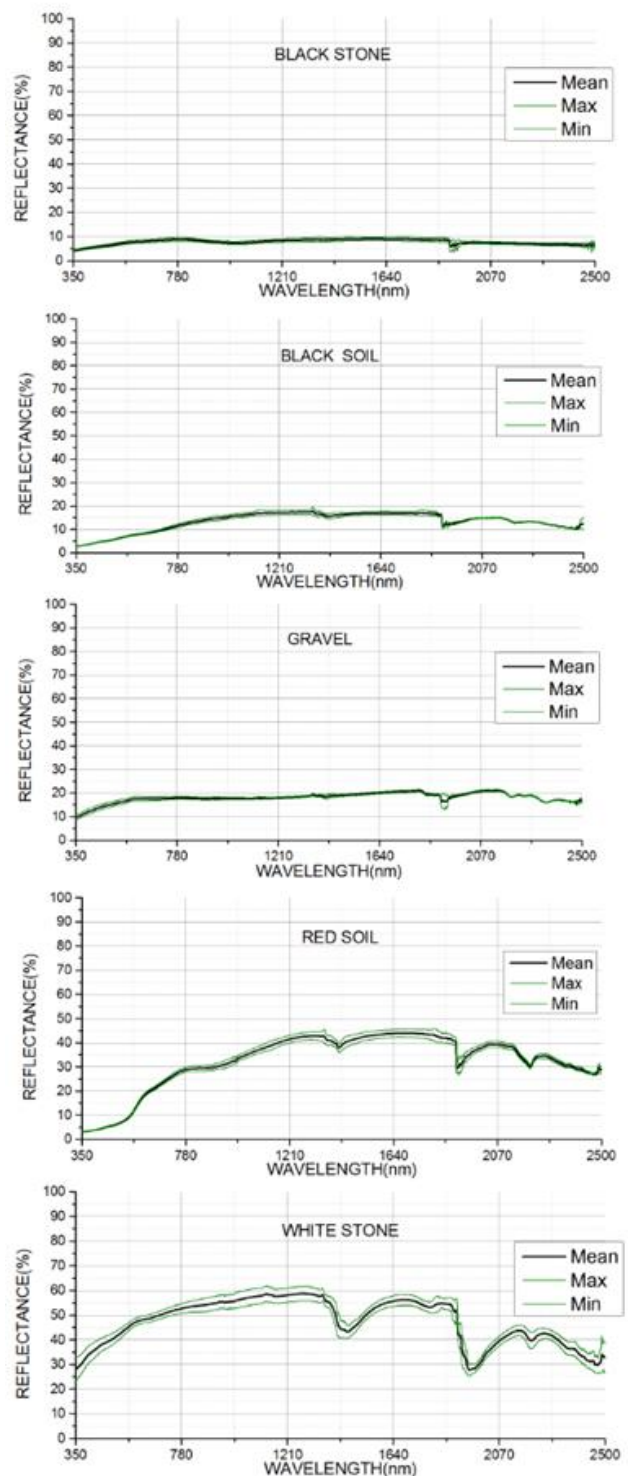 100
90
BLACK STONE
80
Mean
70
Max
60
Min
50
40
30
20
10
0
REFLECTANCE(%)
350 780 1210 1640 2070 2500
WAVELENGTH(nm)
100
90
BLACK SOIL
80
Mean
70
Max
60
Min
50
40
30
20
10
0
REFLECTANCE(%)
350 780 1210 1640 2070 2500
WAVELENGTH(nm)
100
90
GRAVEL
80
Mean
70
Max
60
Min
50
40
30
20
10
0
REFLECTANCE(%)
350 780 1210 1640 2070 2500
100
90
RED SOIL
80
Mean
70
Max
60
Min
50
40
30
20
10
0
REFLECTANCE(%)
350 780 1210 1640 2070 2500
WAVELENGTH(nm)
100
90
WHITE STONE
80
Mean
70
Max
60
Min
50
40
30
20
10
0
REFLECTANCE(%)
350 780 1210 1640 2070 2500
WAVELENGTH(nm)